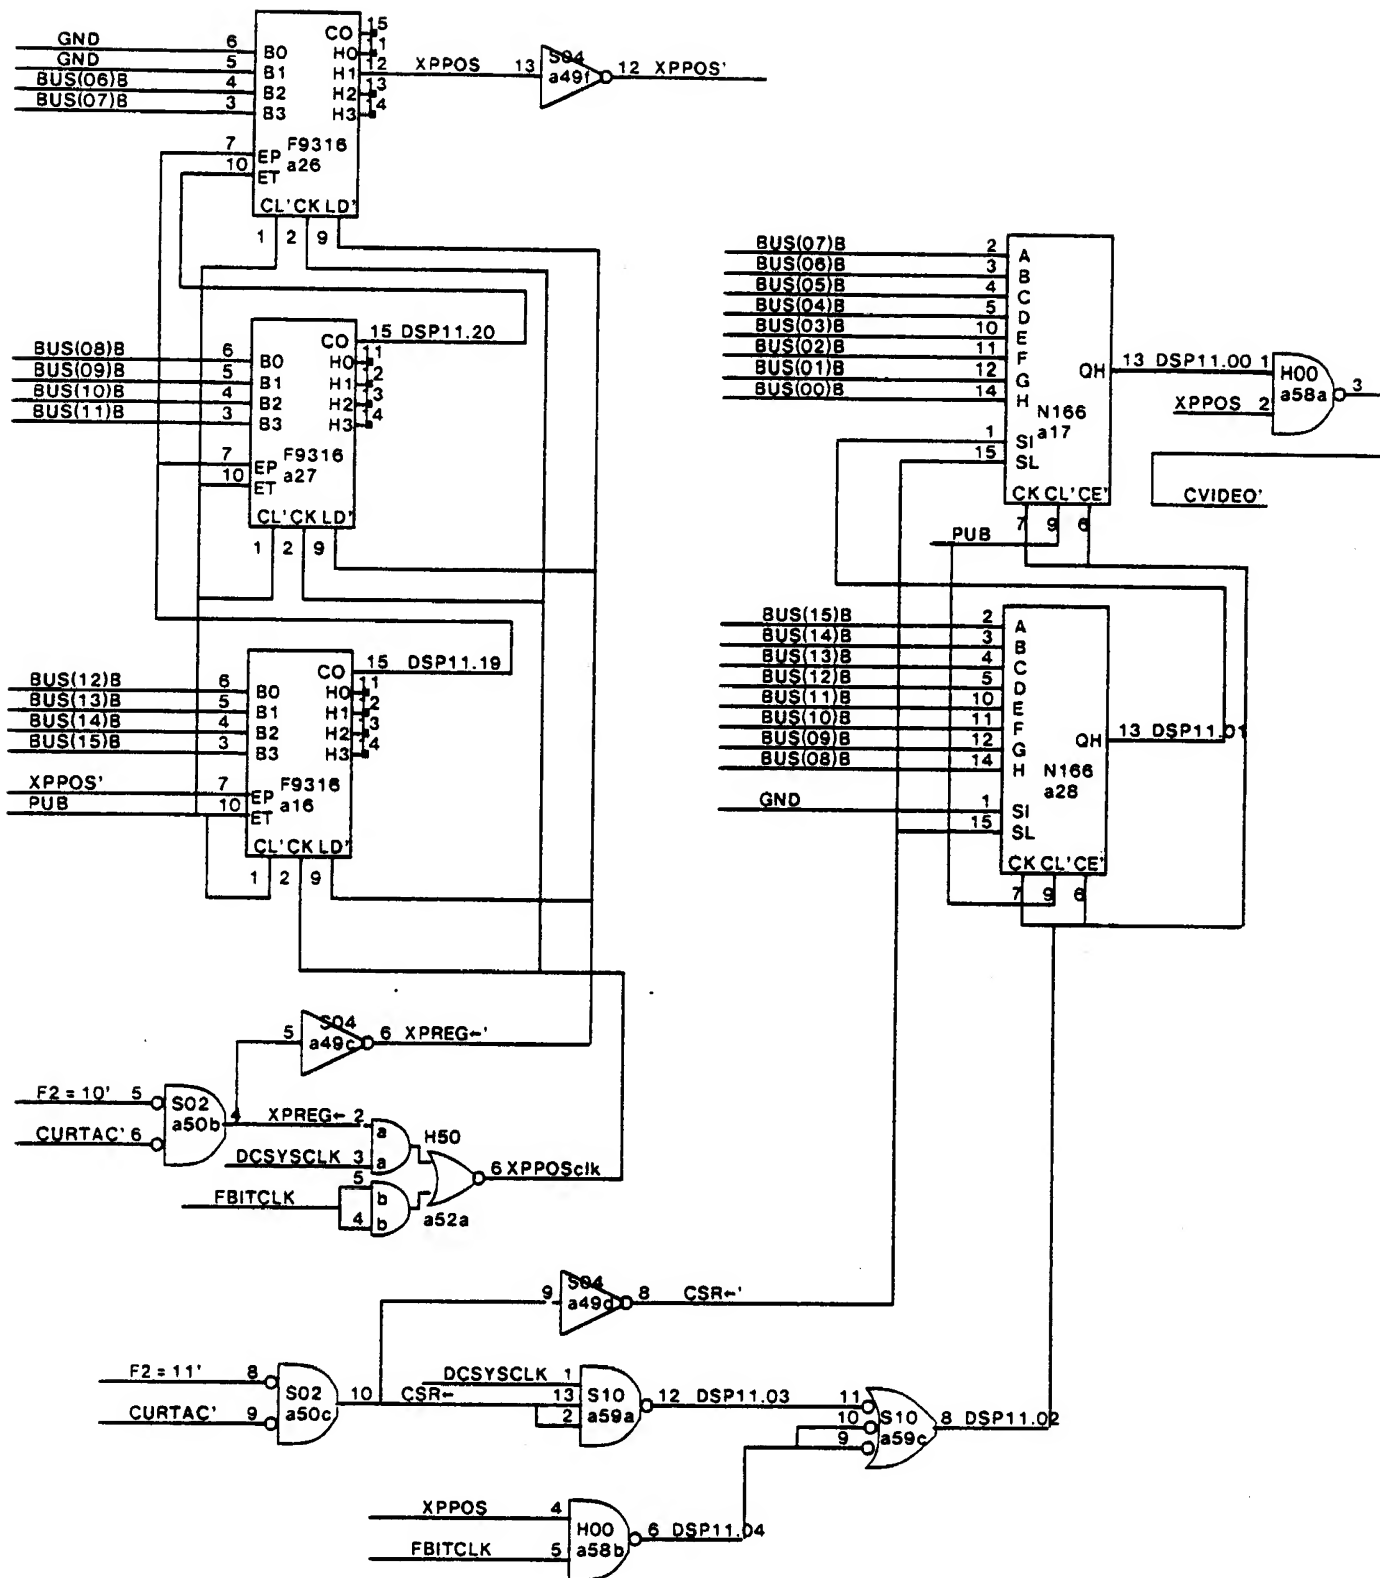 GND 6 B0 CO 15
GND 5 B1 H0 11
BUS(06)B 4 B2 H1 12 XPPOS 13 S04 a49f 12 XPPOS'
BUS(07)B 3 B3 H2 13
H3 14
7 EP F9316
10 ET a26
CL' CK LD'
1 2 9
BUS(08)B 6 B0 CO 15 DSP11.20
BUS(09)B 5 B1 H0 11
BUS(10)B 4 B2 H1 12
BUS(11)B 3 B3 H2 13
H3 14
7 EP F9316
10 ET a27
CL' CK LD'
1 2 9
BUS(12)B 6 B0 CO 15 DSP11.19
BUS(13)B 5 B1 H0 11
BUS(14)B 4 B2 H1 12
BUS(15)B 3 B3 H2 13
H3 14
XPPOS' 7 EP F9316
PUB 10 ET a16
CL' CK LD'
1 2 9
5 S04 a49c 6 XPREG←'
F2=10' 5 S02
CURTAC' 6 a50b 4
XPREG← 2 a H50
DCSYSCLK 3 a
FBITCLK 5 b 6 XPPOSclk
4 b a52a
BUS(07)B 2 A
BUS(06)B 3 B
BUS(05)B 4 C
BUS(04)B 5 D
BUS(03)B 10 E
BUS(02)B 11 F
BUS(01)B 12 G
BUS(00)B 14 H
QH 13 DSP11.00 1 H00
XPPOS 2 a58a 3
N166
a17
1 SI
15 SL
CK CL' CE'
7 9 6
CVIDEO'
PUB
BUS(15)B 2 A
BUS(14)B 3 B
BUS(13)B 4 C
BUS(12)B 5 D
BUS(11)B 10 E
BUS(10)B 11 F
BUS(09)B 12 G
BUS(08)B 14 H
QH 13 DSP11.01
N166
a28
GND 1 SI
15 SL
CK CL' CE'
7 9 6
9 S04 a49d 8 CSR←'
F2=11' 8 S02
CURTAC' 9 a50c 10 CSR←
DCSYSCLK 1
13 S10 12 DSP11.03 11
2 a59a
10 S10 8 DSP11.02
9 a59c
XPPOS 4 H00
FBITCLK 5 a58b 6 DSP11.04